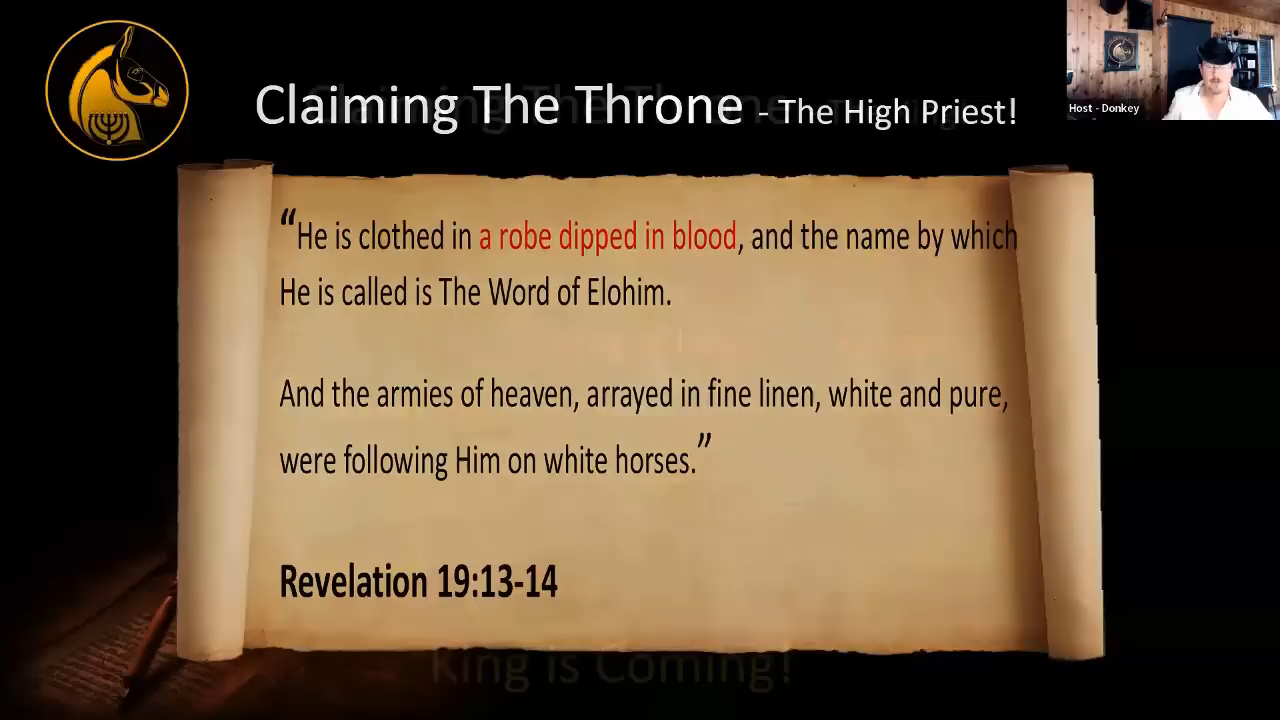 Claiming The Throne - The High Priest!
Host - Donkey
“He is clothed in a robe dipped in blood, and the name by which
He is called is The Word of Elohim.
And the armies of heaven, arrayed in fine linen, white and pure,
were following Him on white horses.”
Revelation 19:13-14
King is Coming!